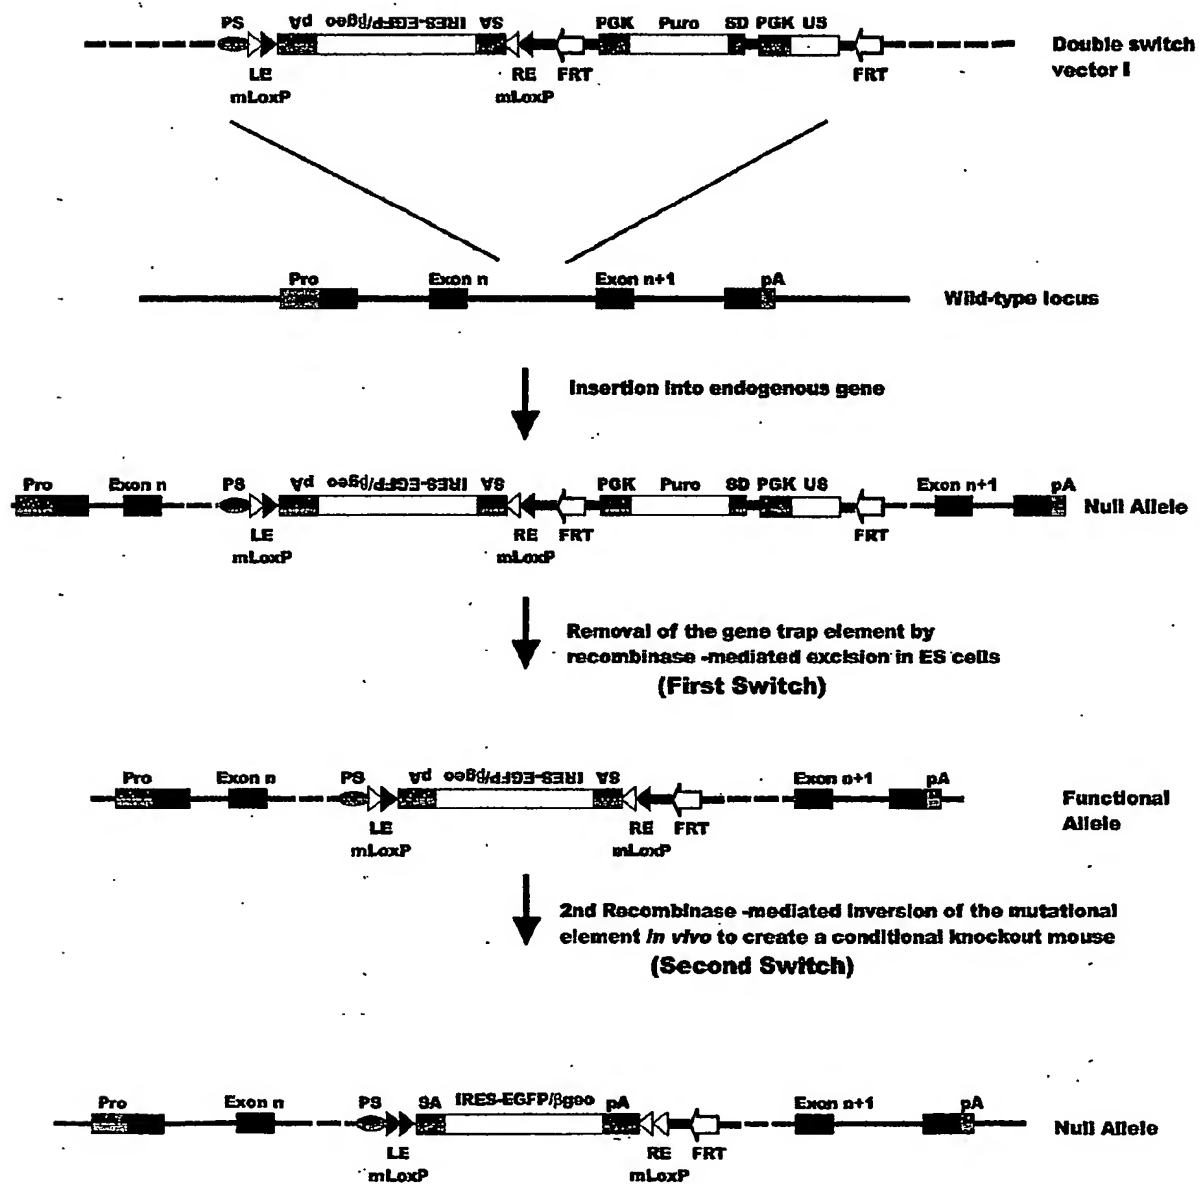 PS pA IRES-EGFP/βgeo SA PGK Puro SD PGK US
LE RE FRT FRT
mLoxP mLoxP
Double switch
vector I
Pro Exon n Exon n+1 pA
Wild-type locus
Insertion into endogenous gene
Pro Exon n PS pA IRES-EGFP/βgeo SA PGK Puro SD PGK US Exon n+1 pA
Null Allele
LE RE FRT FRT
mLoxP mLoxP
Removal of the gene trap element by
recombinase -mediated excision in ES cells
(First Switch)
Pro Exon n PS pA IRES-EGFP/βgeo SA Exon n+1 pA
Functional
Allele
LE RE FRT
mLoxP mLoxP
2nd Recombinase -mediated inversion of the mutational
element in vivo to create a conditional knockout mouse
(Second Switch)
Pro Exon n PS SA IRES-EGFP/βgeo pA Exon n+1 pA
Null Allele
LE RE FRT
mLoxP mLoxP